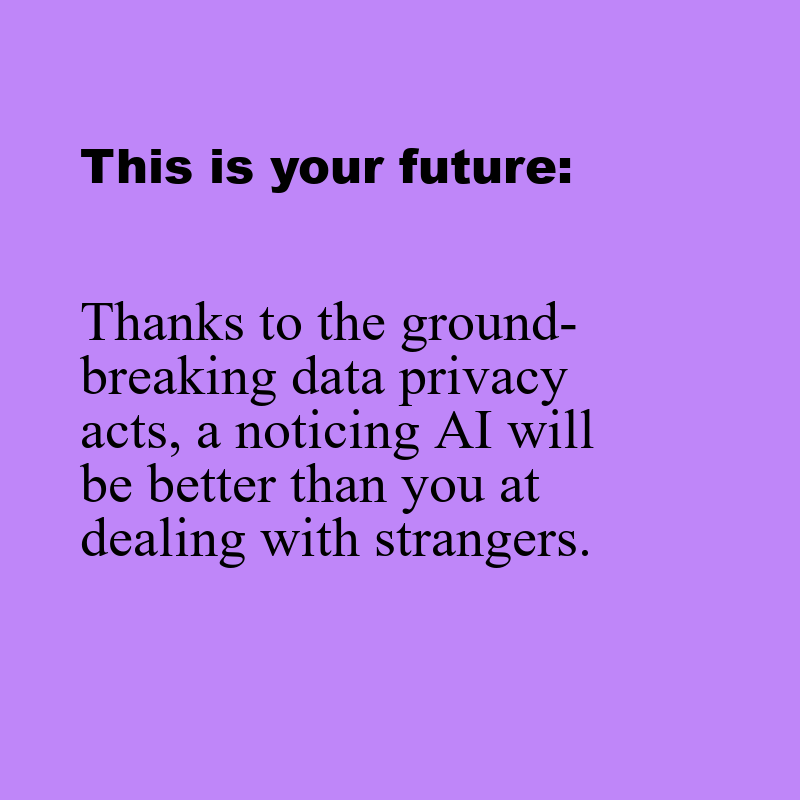 This is your future:
Thanks to the ground-
breaking data privacy
acts, a noticing AI will
be better than you at
dealing with strangers.